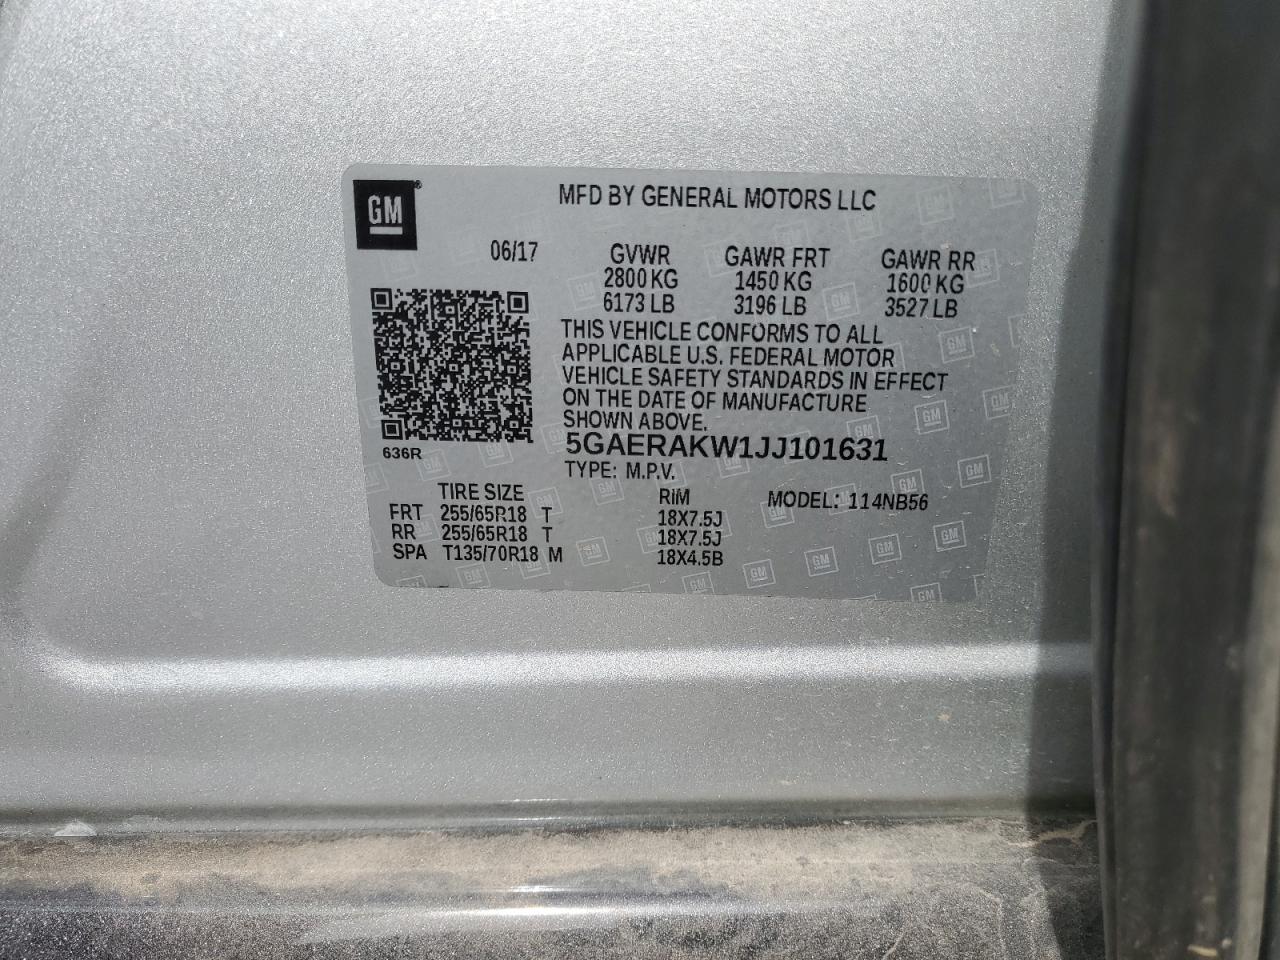 GM
MFD BY GENERAL MOTORS LLC
06/17
GVWR GAWR FRT GAWR RR
2800 KG 1450 KG 1600 KG
6173 LB 3196 LB 3527 LB
THIS VEHICLE CONFORMS TO ALL
APPLICABLE U.S. FEDERAL MOTOR
VEHICLE SAFETY STANDARDS IN EFFECT
ON THE DATE OF MANUFACTURE
SHOWN ABOVE.
636R
5GAERAKW1JJ101631
TYPE: M.P.V.
TIRE SIZE RIM MODEL: 114NB56
FRT 255/65R18 T 18X7.5J
RR 255/65R18 T 18X7.5J
SPA T135/70R18 M 18X4.5B